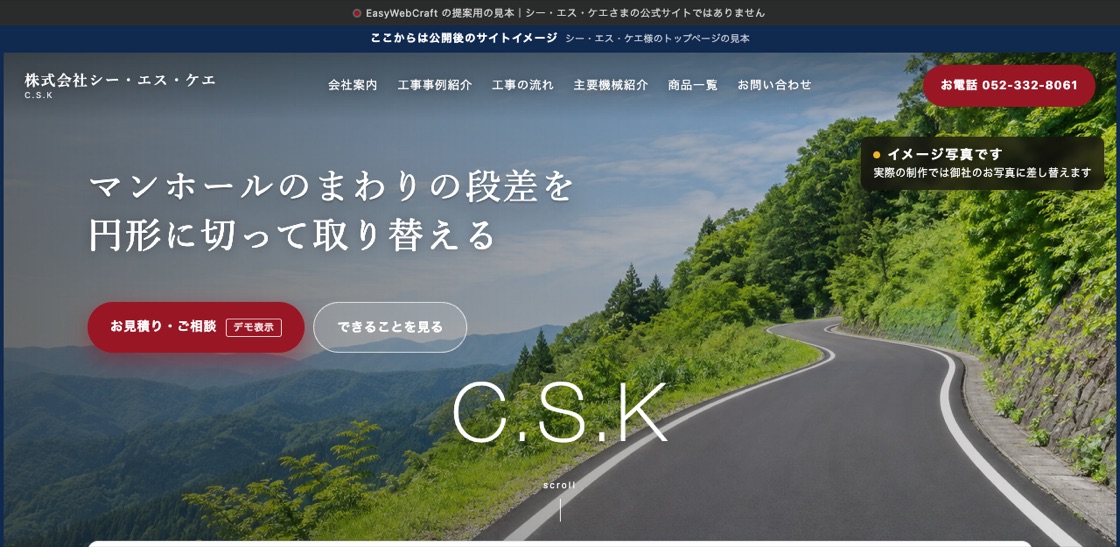 EasyWebCraft の提案用の見本｜シー・エス・ケエさまの公式サイトではありません
ここからは公開後のサイトイメージ シー・エス・ケエ様のトップページの見本
株式会社シー・エス・ケエ
C.S.K
会社案内 工事事例紹介 工事の流れ 主要機械紹介 商品一覧 お問い合わせ
お電話 052-332-8061
イメージ写真です
実際の制作では御社のお写真に差し替えます
マンホールのまわりの段差を
円形に切って取り替える
お見積り・ご相談 デモ表示
できることを見る
C.S.K
scroll